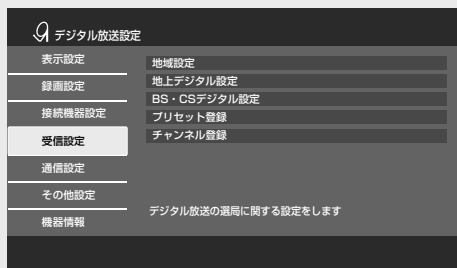 デジタル放送設定
表示設定
録画設定
接続機器設定
受信設定
通信設定
その他設定
機器情報
地域設定
地上デジタル設定
BS・CSデジタル設定
プリセット登録
チャンネル登録
デジタル放送の選局に関する設定をします